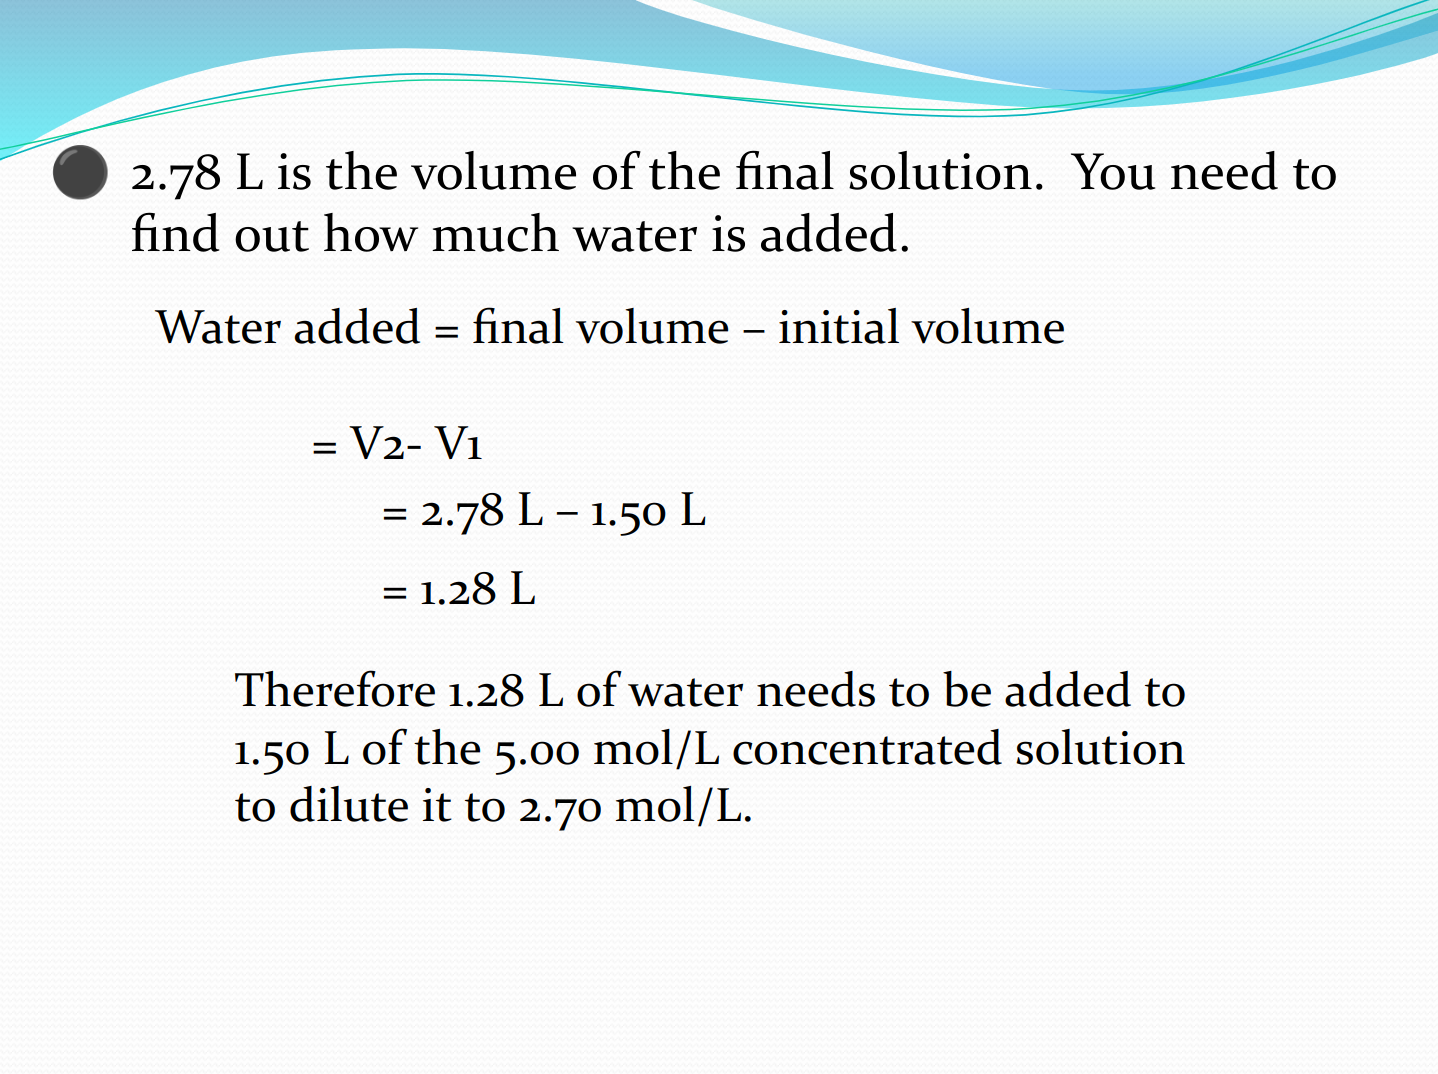 2.78 L is the volume of the final solution.  You need to
find out how much water is added.
Water added = final volume – initial volume
= V2- V1
= 2.78 L – 1.50 L
= 1.28 L
Therefore 1.28 L of water needs to be added to
1.50 L of the 5.00 mol/L concentrated solution
to dilute it to 2.70 mol/L.